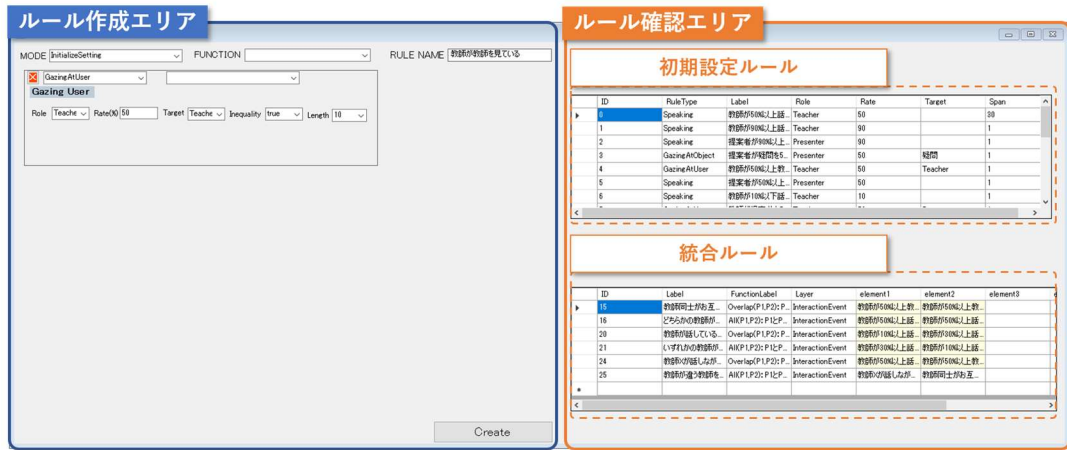 ルール作成エリア
MODE InitializeSetting FUNCTION RULE NAME 教師が教師を見ている
GazingAtUser
Gazing User
Role Teache Rate(%) 50 Target Teache Inequality true Length 10
Create
ルール確認エリア
初期設定ルール
ID RuleType Label Role Rate Target Span
0 Speaking 教師が50%以上話... Teacher 50 30
1 Speaking 教師が90%以上話... Teacher 90 1
2 Speaking 提案者が90%以上... Presenter 90 1
3 GazingAtObject 提案者が疑問を5... Presenter 50 疑問 1
4 GazingAtUser 教師が50%以上教... Teacher 50 Teacher 1
5 Speaking 提案者が50%以上... Presenter 50 1
6 Speaking 教師が10%以下話... Teacher 10 1
統合ルール
ID Label FunctionLabel Layer element1 element2 element3
15 教師同士がお互... Overlap(P1,P2): P... InteractionEvent 教師が50%以上教... 教師が50%以上教...
16 どちらかの教師が... All(P1,P2): P1とP... InteractionEvent 教師が50%以上話... 教師が50%以上話...
20 教師が話している... Overlap(P1,P2): P... InteractionEvent 教師が10%以上話... 教師が30%以上話...
21 いずれかの教師が... All(P1,P2): P1とP... InteractionEvent 教師が30%以上話... 教師が10%以上話...
24 教師Xが話しなが... Overlap(P1,P2): P... InteractionEvent 教師が50%以上話... 教師が50%以上教...
25 教師が違う教師を... All(P1,P2): P1とP... InteractionEvent 教師Xが話しなが... 教師同士がお互...